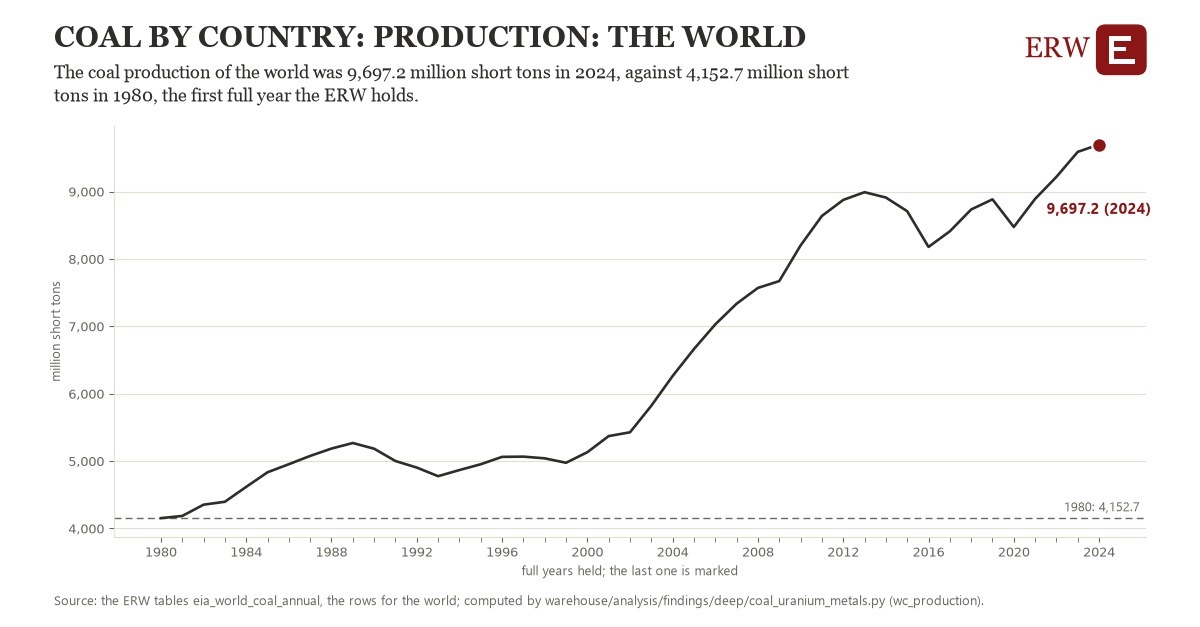 COAL BY COUNTRY: PRODUCTION: THE WORLD
The coal production of the world was 9,697.2 million short tons in 2024, against 4,152.7 million short
tons in 1980, the first full year the ERW holds.
ERW E
9,000
8,000
7,000
6,000
5,000
4,000
million short tons
9,697.2 (2024)
1980: 4,152.7
1980 1984 1988 1992 1996 2000 2004 2008 2012 2016 2020 2024
full years held; the last one is marked
Source: the ERW tables eia_world_coal_annual, the rows for the world; computed by warehouse/analysis/findings/deep/coal_uranium_metals.py (wc_production).